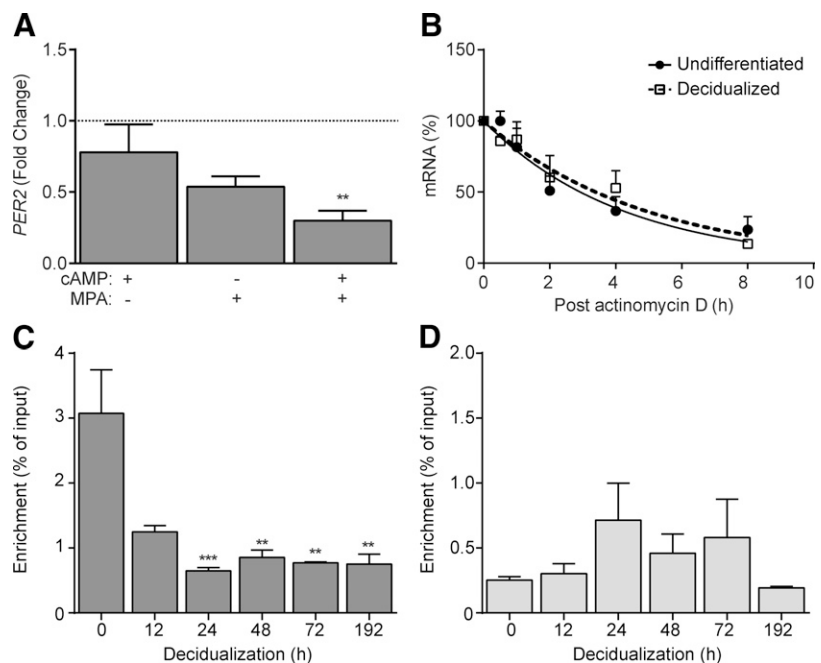 A
PER2 (Fold Change)
1.5
1.0
0.5
0.0
**
cAMP: + - +
MPA: - + +
B
mRNA (%)
150
100
50
0
Undifferentiated
Decidualized
0 2 4 6 8 10
Post actinomycin D (h)
C
Enrichment (% of input)
4
3
2
1
0
*** ** ** **
0 12 24 48 72 192
Decidualization (h)
D
Enrichment (% of input)
2.0
1.5
1.0
0.5
0
0 12 24 48 72 192
Decidualization (h)